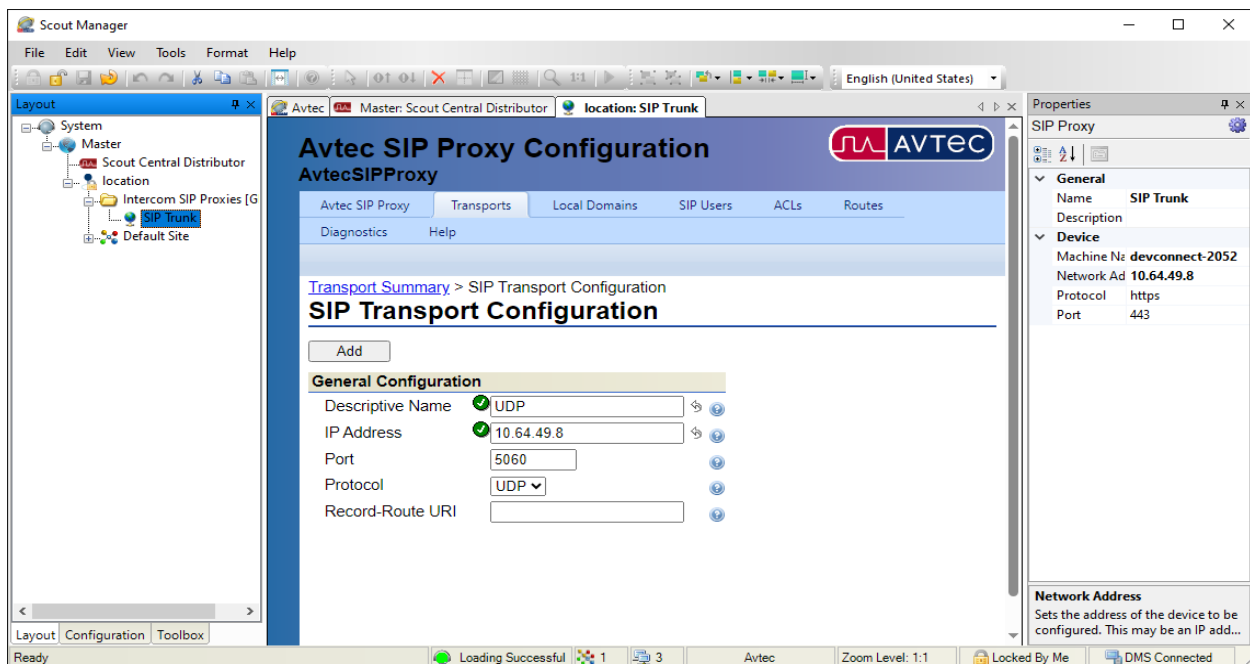 Scout Manager
File Edit View Tools Format Help
1:1 English (United States)
Layout
System
Master
Scout Central Distributor
location
Intercom SIP Proxies [G
SIP Trunk
Default Site
Layout Configuration Toolbox
Avtec Master: Scout Central Distributor location: SIP Trunk
Avtec SIP Proxy Configuration
AvtecSIPProxy
AVTEC
Avtec SIP Proxy Transports Local Domains SIP Users ACLs Routes
Diagnostics Help
Transport Summary > SIP Transport Configuration
SIP Transport Configuration
Add
General Configuration
Descriptive Name UDP
IP Address 10.64.49.8
Port 5060
Protocol UDP
Record-Route URI
Properties
SIP Proxy
General
Name SIP Trunk
Description
Device
Machine Na devconnect-2052
Network Ad 10.64.49.8
Protocol https
Port 443
Network Address
Sets the address of the device to be
configured. This may be an IP add...
Ready Loading Successful 1 3 Avtec Zoom Level: 1:1 Locked By Me DMS Connected